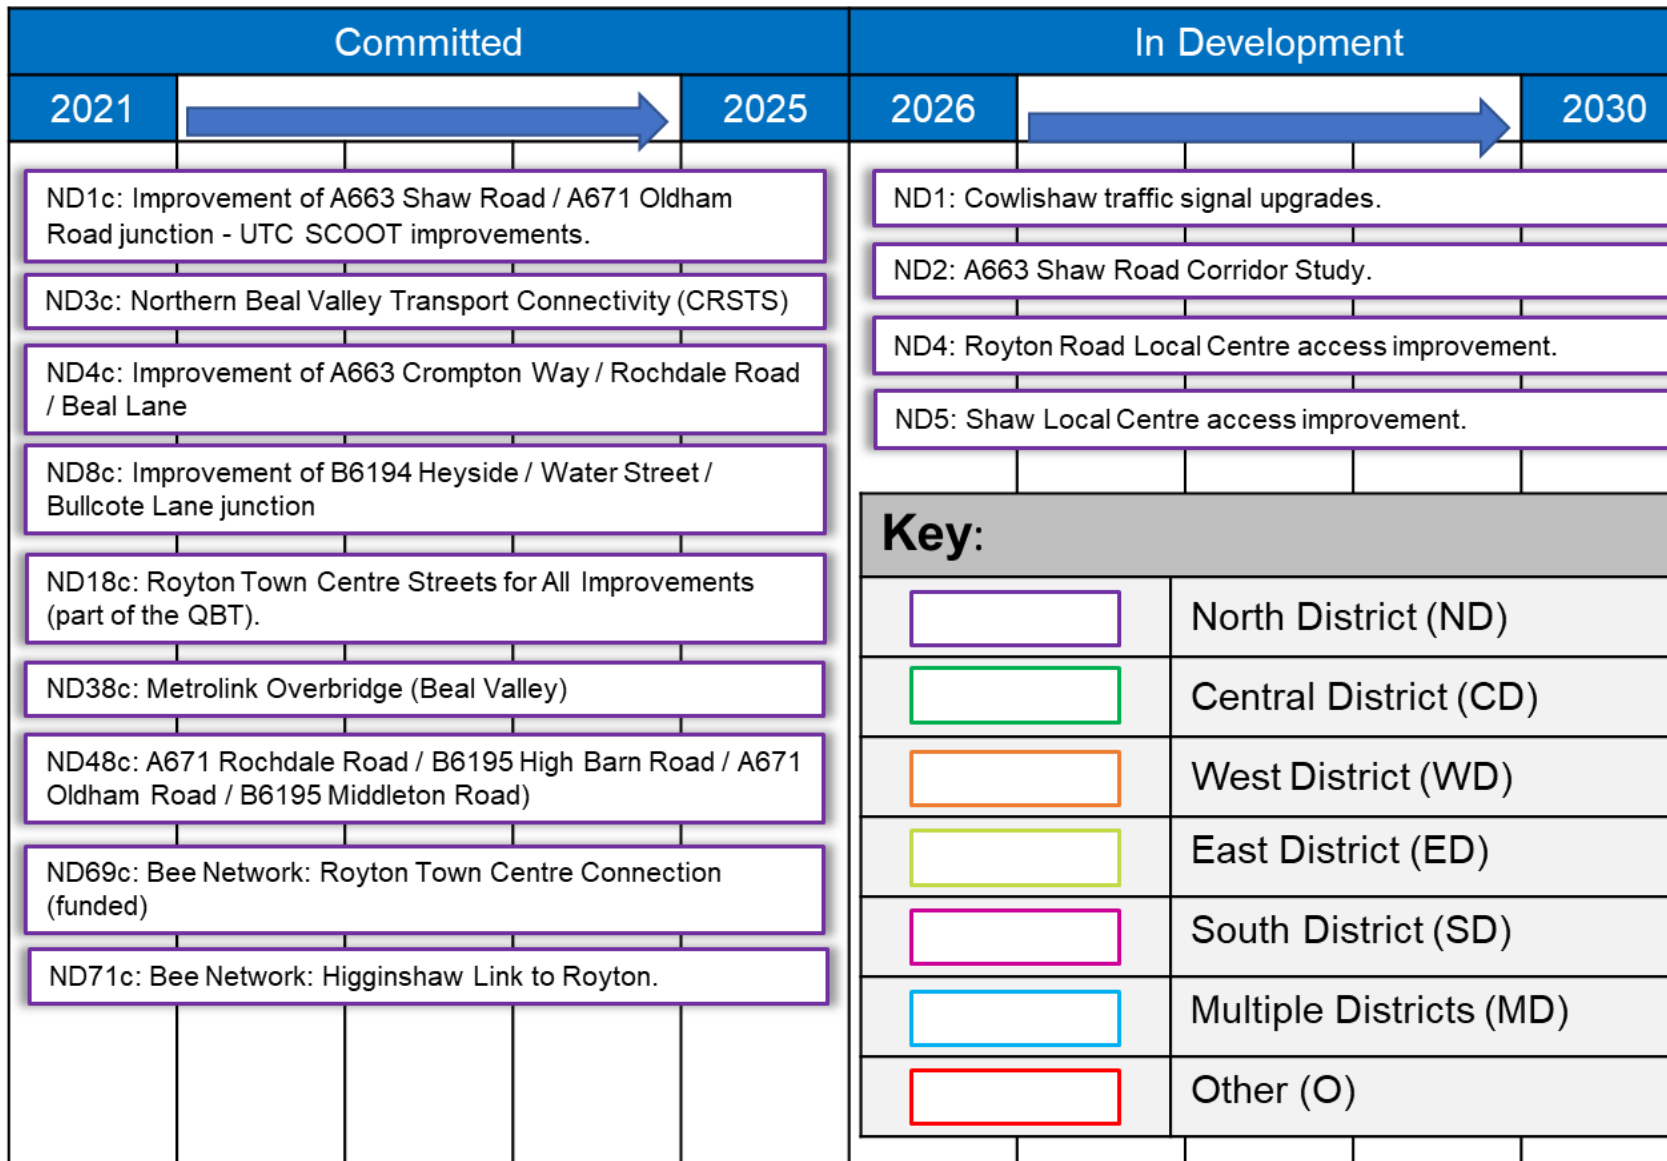 Committed
In Development
2021
2025
2026
2030
ND1c: Improvement of A663 Shaw Road / A671 Oldham
Road junction - UTC SCOOT improvements.
ND3c: Northern Beal Valley Transport Connectivity (CRSTS)
ND4c: Improvement of A663 Crompton Way / Rochdale Road
/ Beal Lane
ND8c: Improvement of B6194 Heyside / Water Street /
Bullcote Lane junction
ND18c: Royton Town Centre Streets for All Improvements
(part of the QBT).
ND38c: Metrolink Overbridge (Beal Valley)
ND48c: A671 Rochdale Road / B6195 High Barn Road / A671
Oldham Road / B6195 Middleton Road)
ND69c: Bee Network: Royton Town Centre Connection
(funded)
ND71c: Bee Network: Higginshaw Link to Royton.
ND1: Cowlishaw traffic signal upgrades.
ND2: A663 Shaw Road Corridor Study.
ND4: Royton Road Local Centre access improvement.
ND5: Shaw Local Centre access improvement.
Key:
North District (ND)
Central District (CD)
West District (WD)
East District (ED)
South District (SD)
Multiple Districts (MD)
Other (O)